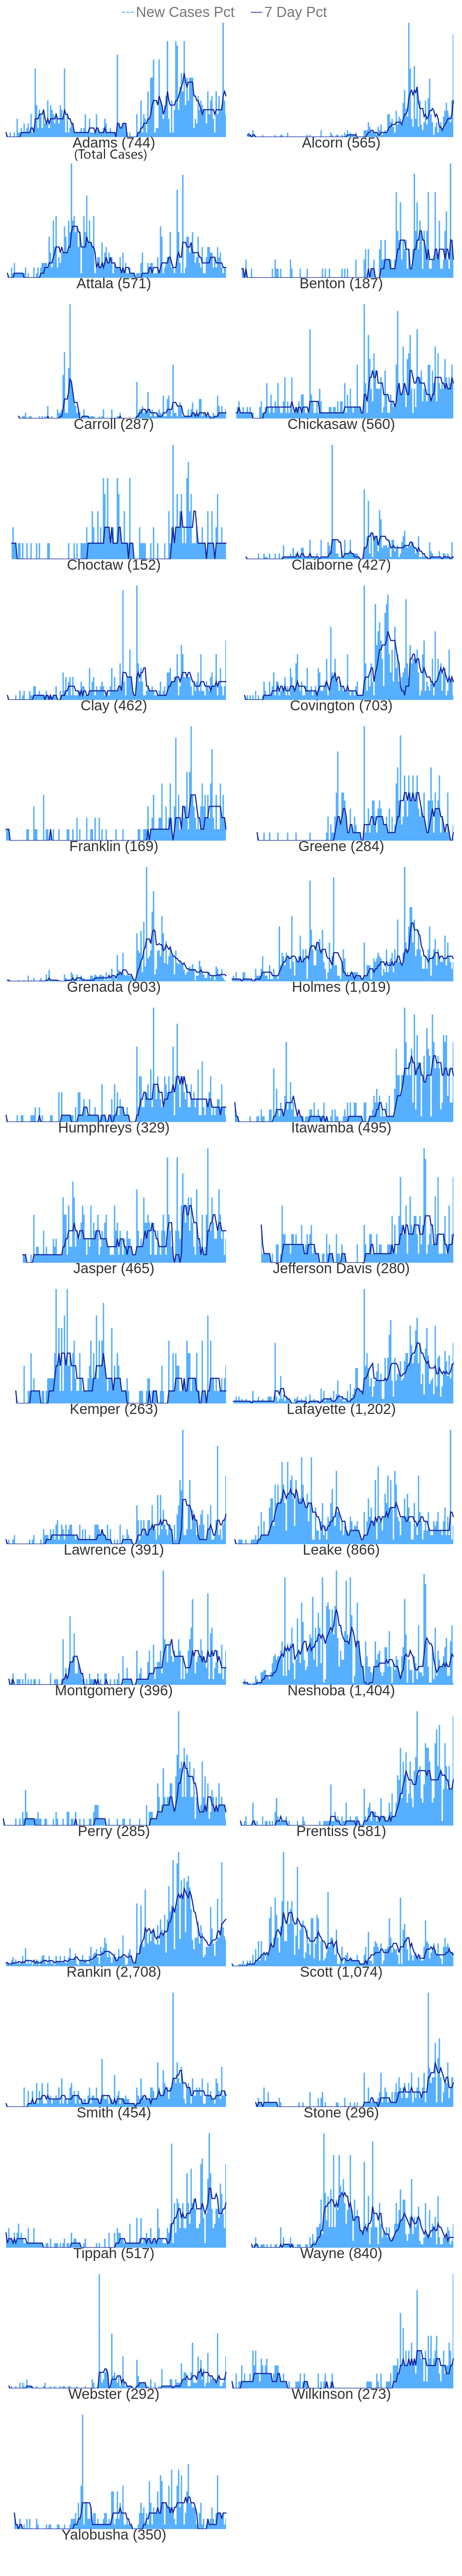 New Cases Pct 7 Day Pct
Adams (744) Alcorn (565)
(Total Cases)
Attala (571) Benton (187)
Carroll (287) Chickasaw (560)
Choctaw (152) Claiborne (427)
Clay (462) Covington (703)
Franklin (169) Greene (284)
Grenada (903) Holmes (1,019)
Humphreys (329) Itawamba (495)
Jasper (465) Jefferson Davis (280)
Kemper (263) Lafayette (1,202)
Lawrence (391) Leake (866)
Montgomery (396) Neshoba (1,404)
Perry (285) Prentiss (581)
Rankin (2,708) Scott (1,074)
Smith (454) Stone (296)
Tippah (517) Wayne (840)
Webster (292) Wilkinson (273)
Yalobusha (350)